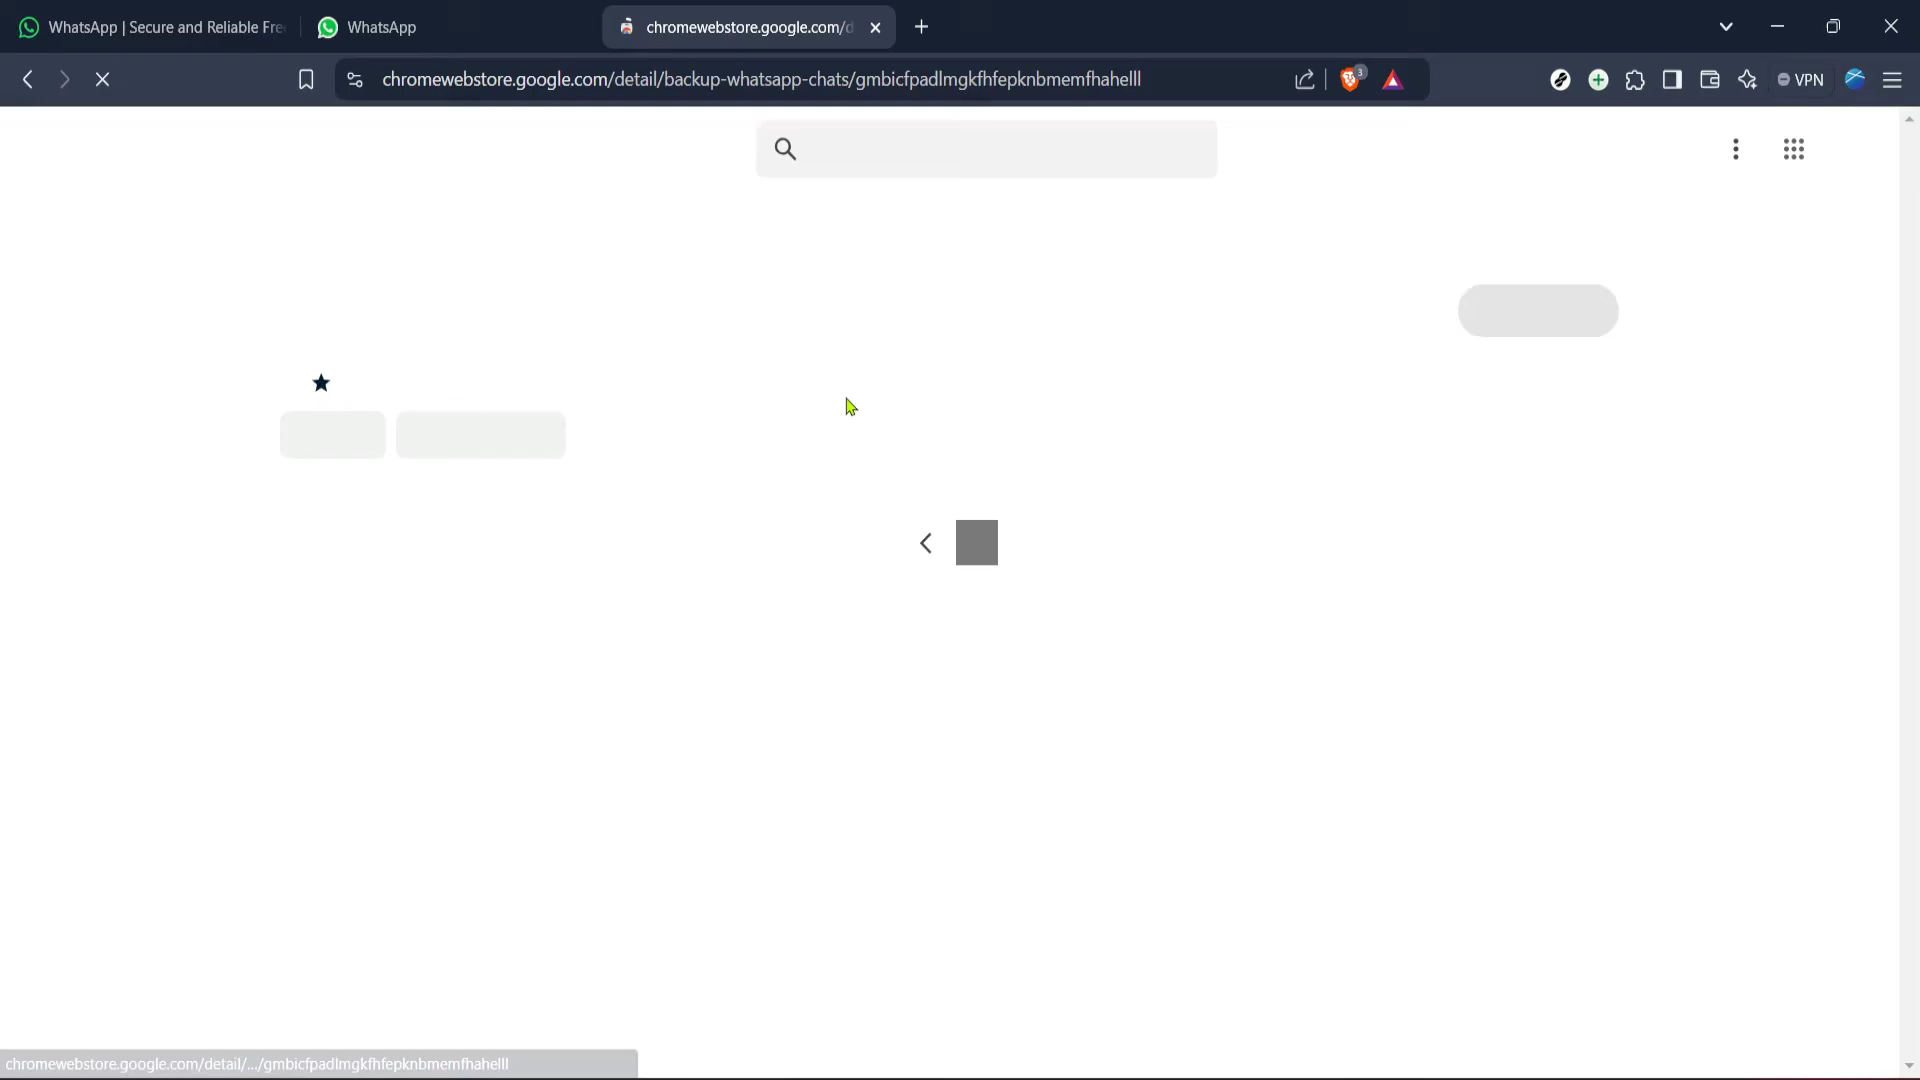 WhatsApp | Secure and Reliable Fre
WhatsApp
chromewebstore.google.com/d
chromewebstore.google.com/detail/backup-whatsapp-chats/gmbicfpadlmgkfhfepknbmemfhahelll
3
VPN
chromewebstore.google.com/detail/.../gmbicfpadlmgkfhfepknbmemfhahelll